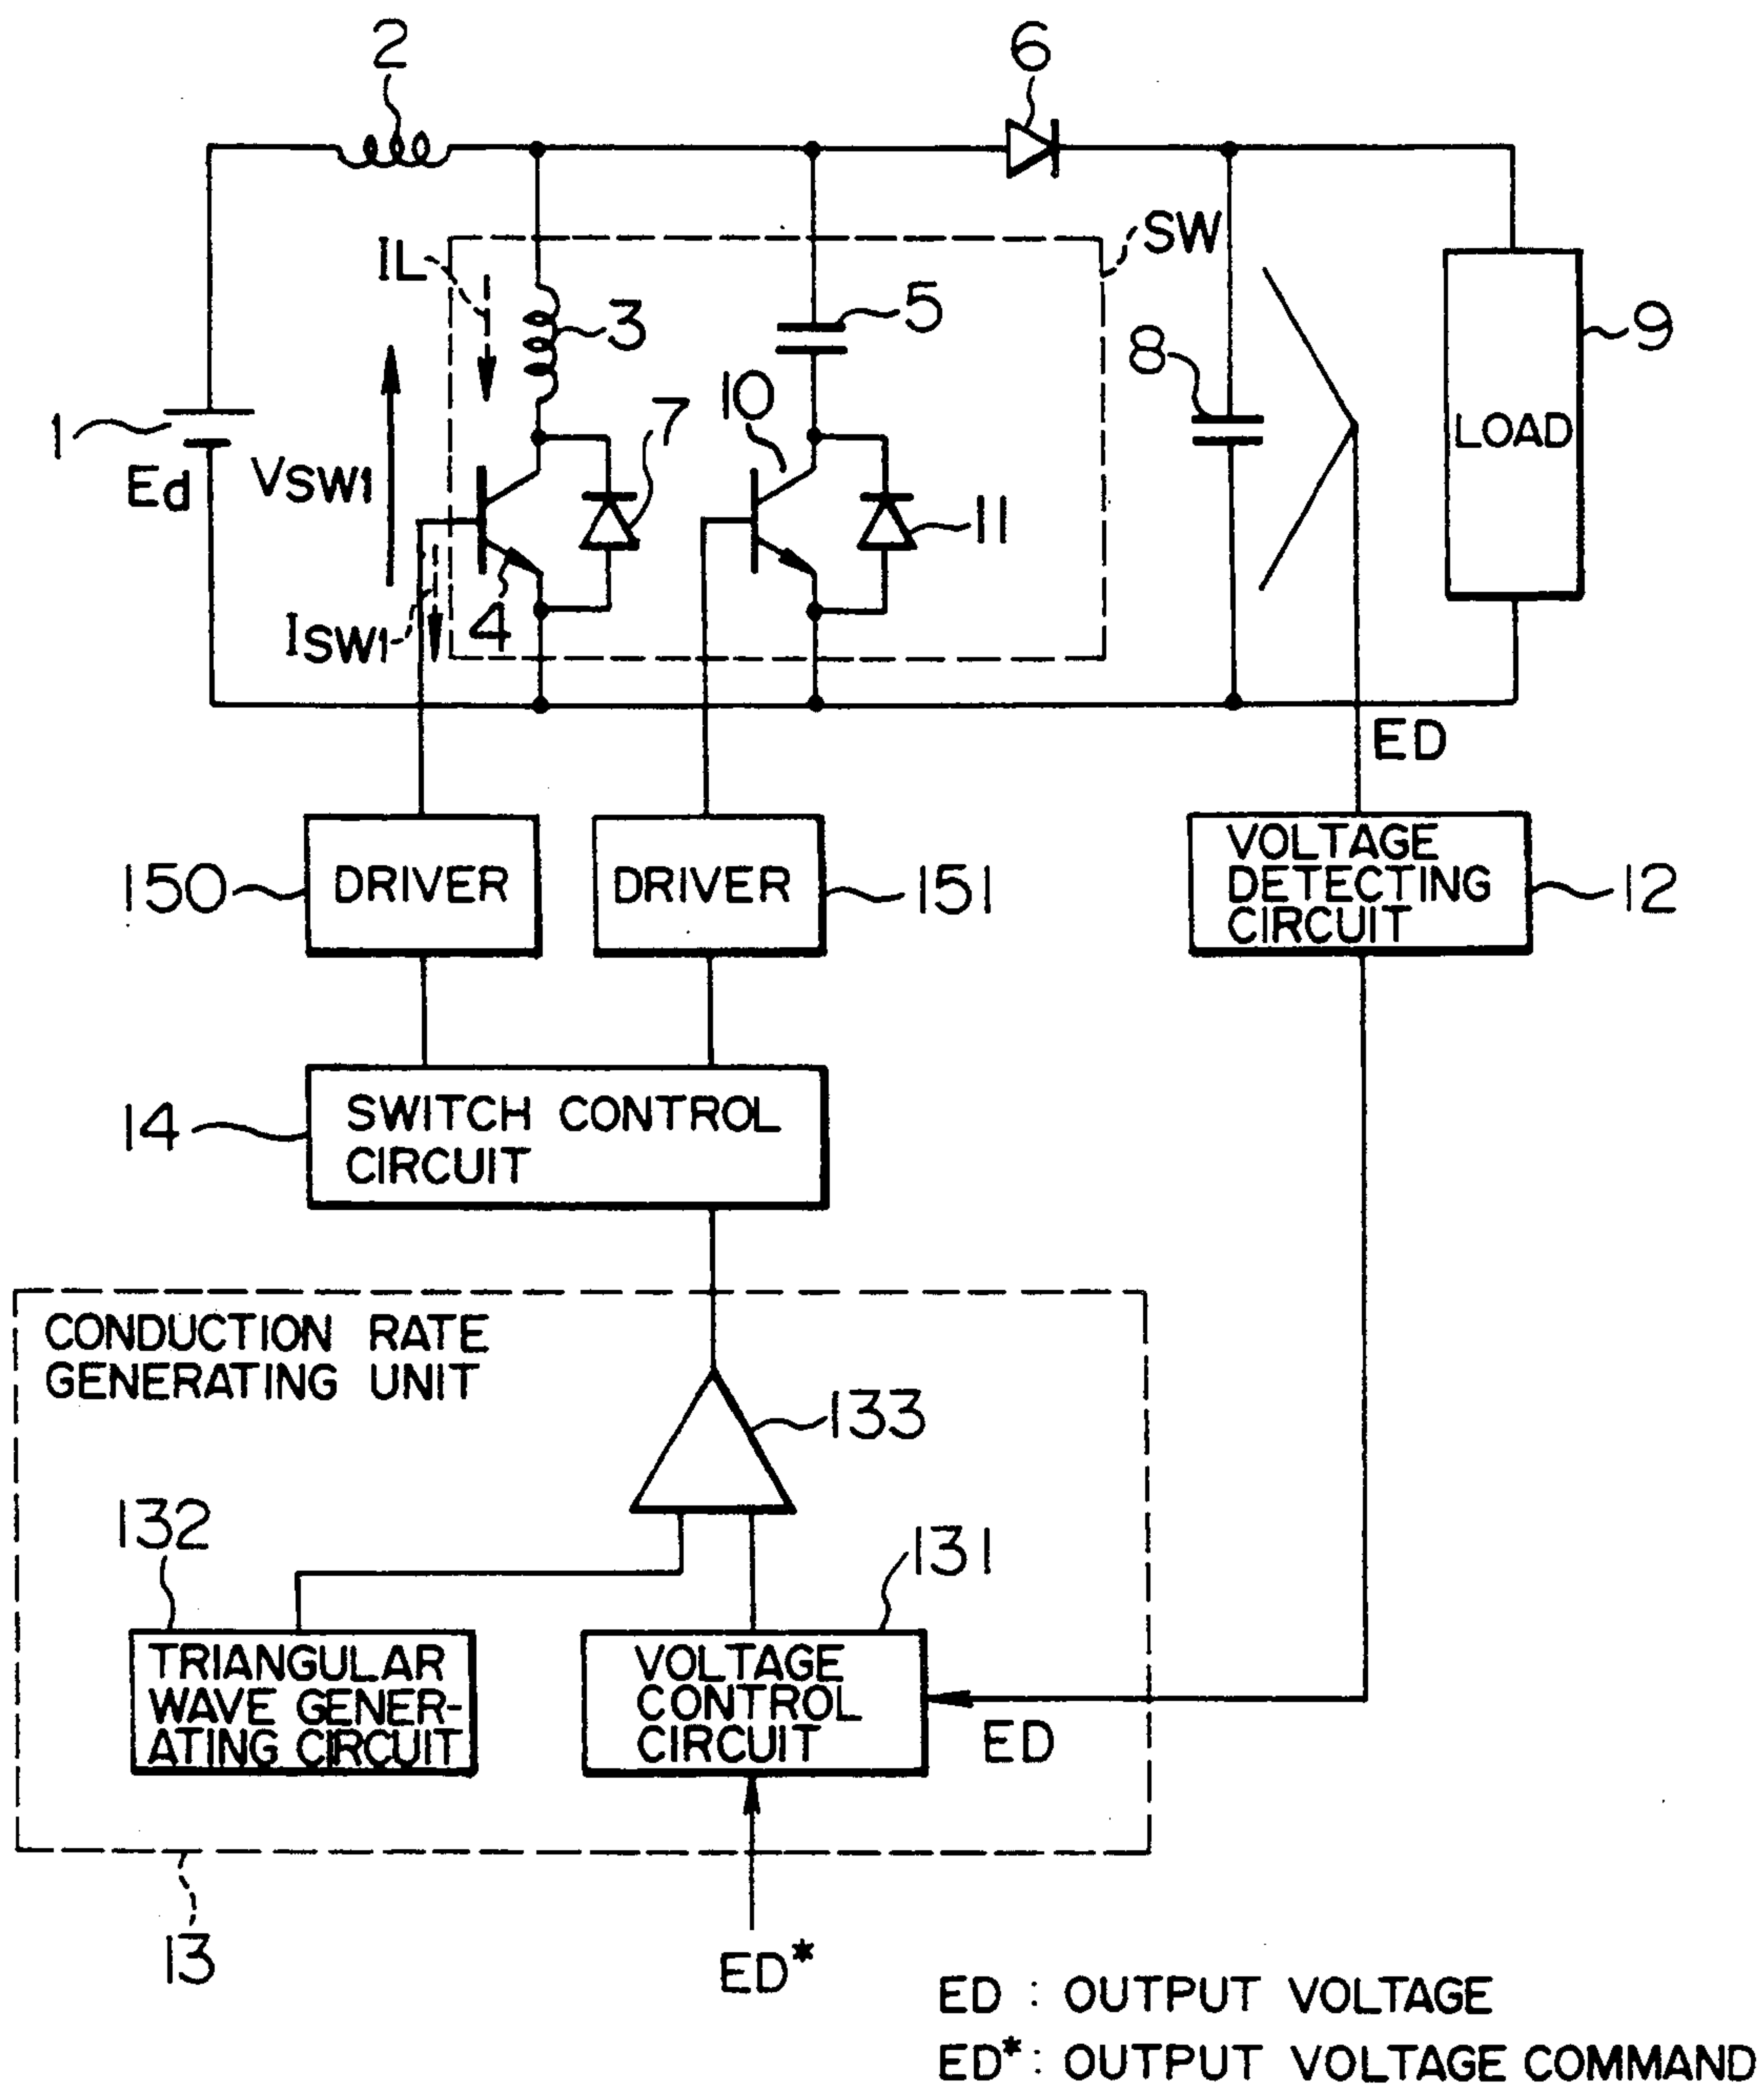 2
6
SW
IL
3
5
8
9
10
7
LOAD
1
Ed
VSW1
11
4
ISW1
ED
150
DRIVER
DRIVER
151
VOLTAGE
DETECTING
CIRCUIT
12
14
SWITCH CONTROL
CIRCUIT
CONDUCTION RATE
GENERATING UNIT
133
132
131
TRIANGULAR
WAVE GENER-
ATING CIRCUIT
VOLTAGE
CONTROL
CIRCUIT
ED
13
ED*
ED : OUTPUT VOLTAGE
ED* : OUTPUT VOLTAGE COMMAND